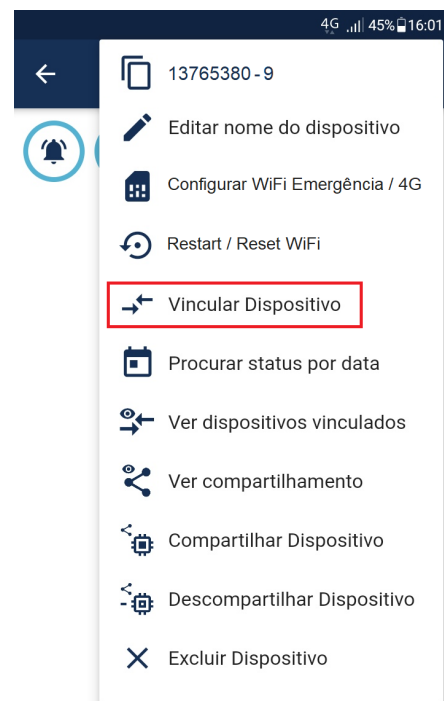 4G 45% 16:01
13765380-9
Editar nome do dispositivo
Configurar WiFi Emergência / 4G
Restart / Reset WiFi
Vincular Dispositivo
Procurar status por data
Ver dispositivos vinculados
Ver compartilhamento
Compartilhar Dispositivo
Descompartilhar Dispositivo
Excluir Dispositivo